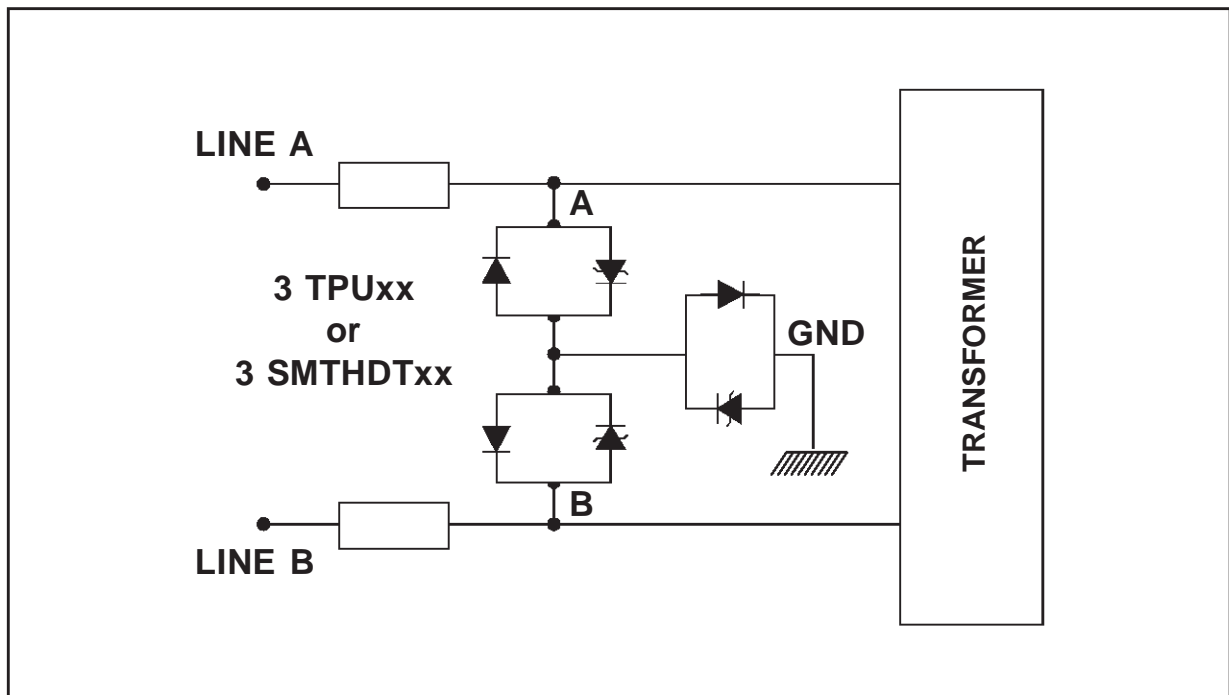 LINE A
A
3 TPUxx
or
3 SMTHDTxx
GND
TRANSFORMER
B
LINE B